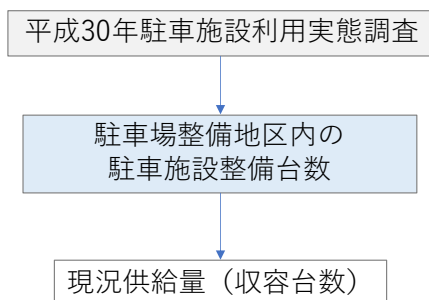 平成30年駐車施設利用実態調査
駐車場整備地区内の
駐車施設整備台数
現況供給量（収容台数）